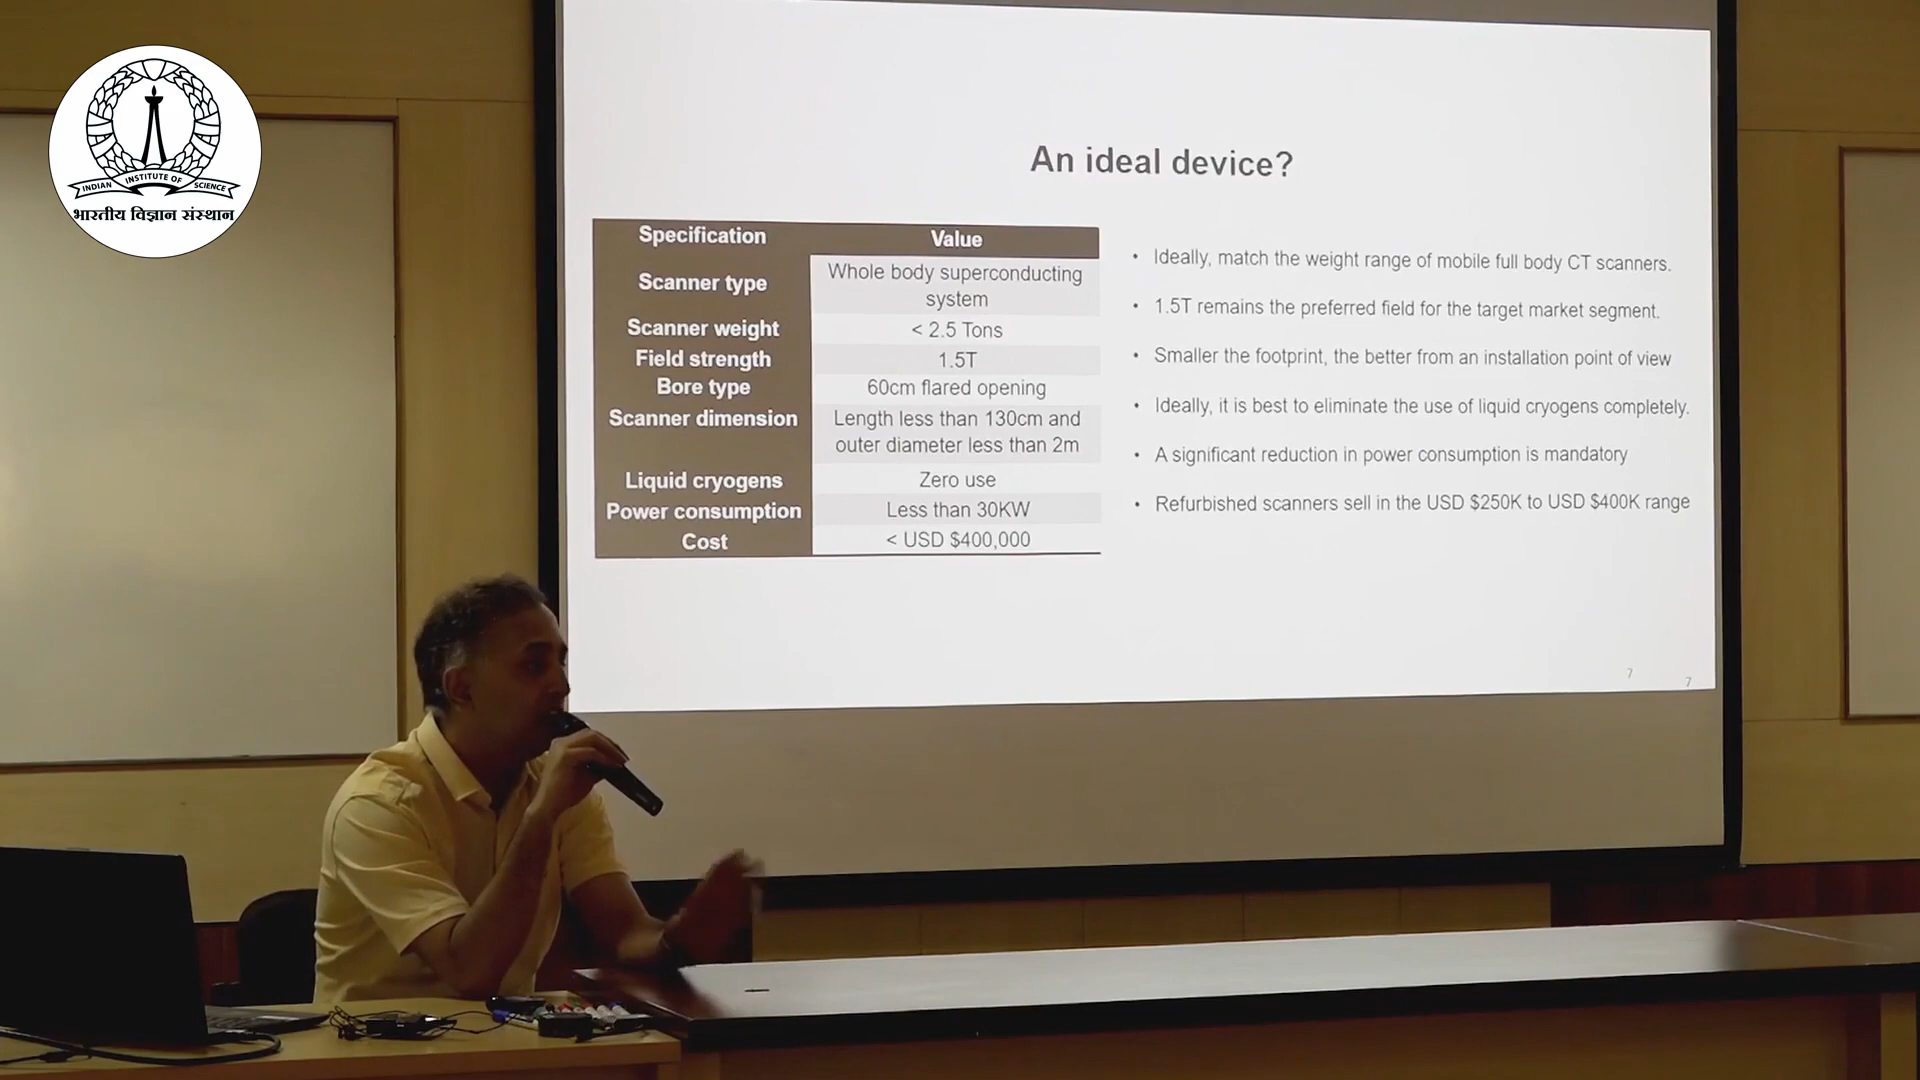 INDIAN INSTITUTE OF SCIENCE
भारतीय विज्ञान संस्थान
An ideal device?
Specification Value
Scanner type Whole body superconducting
system
Scanner weight < 2.5 Tons
Field strength 1.5T
Bore type 60cm flared opening
Scanner dimension Length less than 130cm and
outer diameter less than 2m
Liquid cryogens Zero use
Power consumption Less than 30KW
Cost < USD $400,000
• Ideally, match the weight range of mobile full body CT scanners.
• 1.5T remains the preferred field for the target market segment.
• Smaller the footprint, the better from an installation point of view
• Ideally, it is best to eliminate the use of liquid cryogens completely.
• A significant reduction in power consumption is mandatory
• Refurbished scanners sell in the USD $250K to USD $400K range
7
7